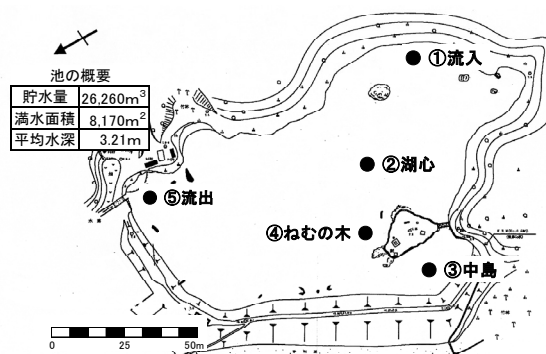 池の概要
貯水量 26,260m³
満水面積 8,170m²
平均水深 3.21m
①流入
②湖心
⑤流出
④ねむの木
③中島
0 25 50m